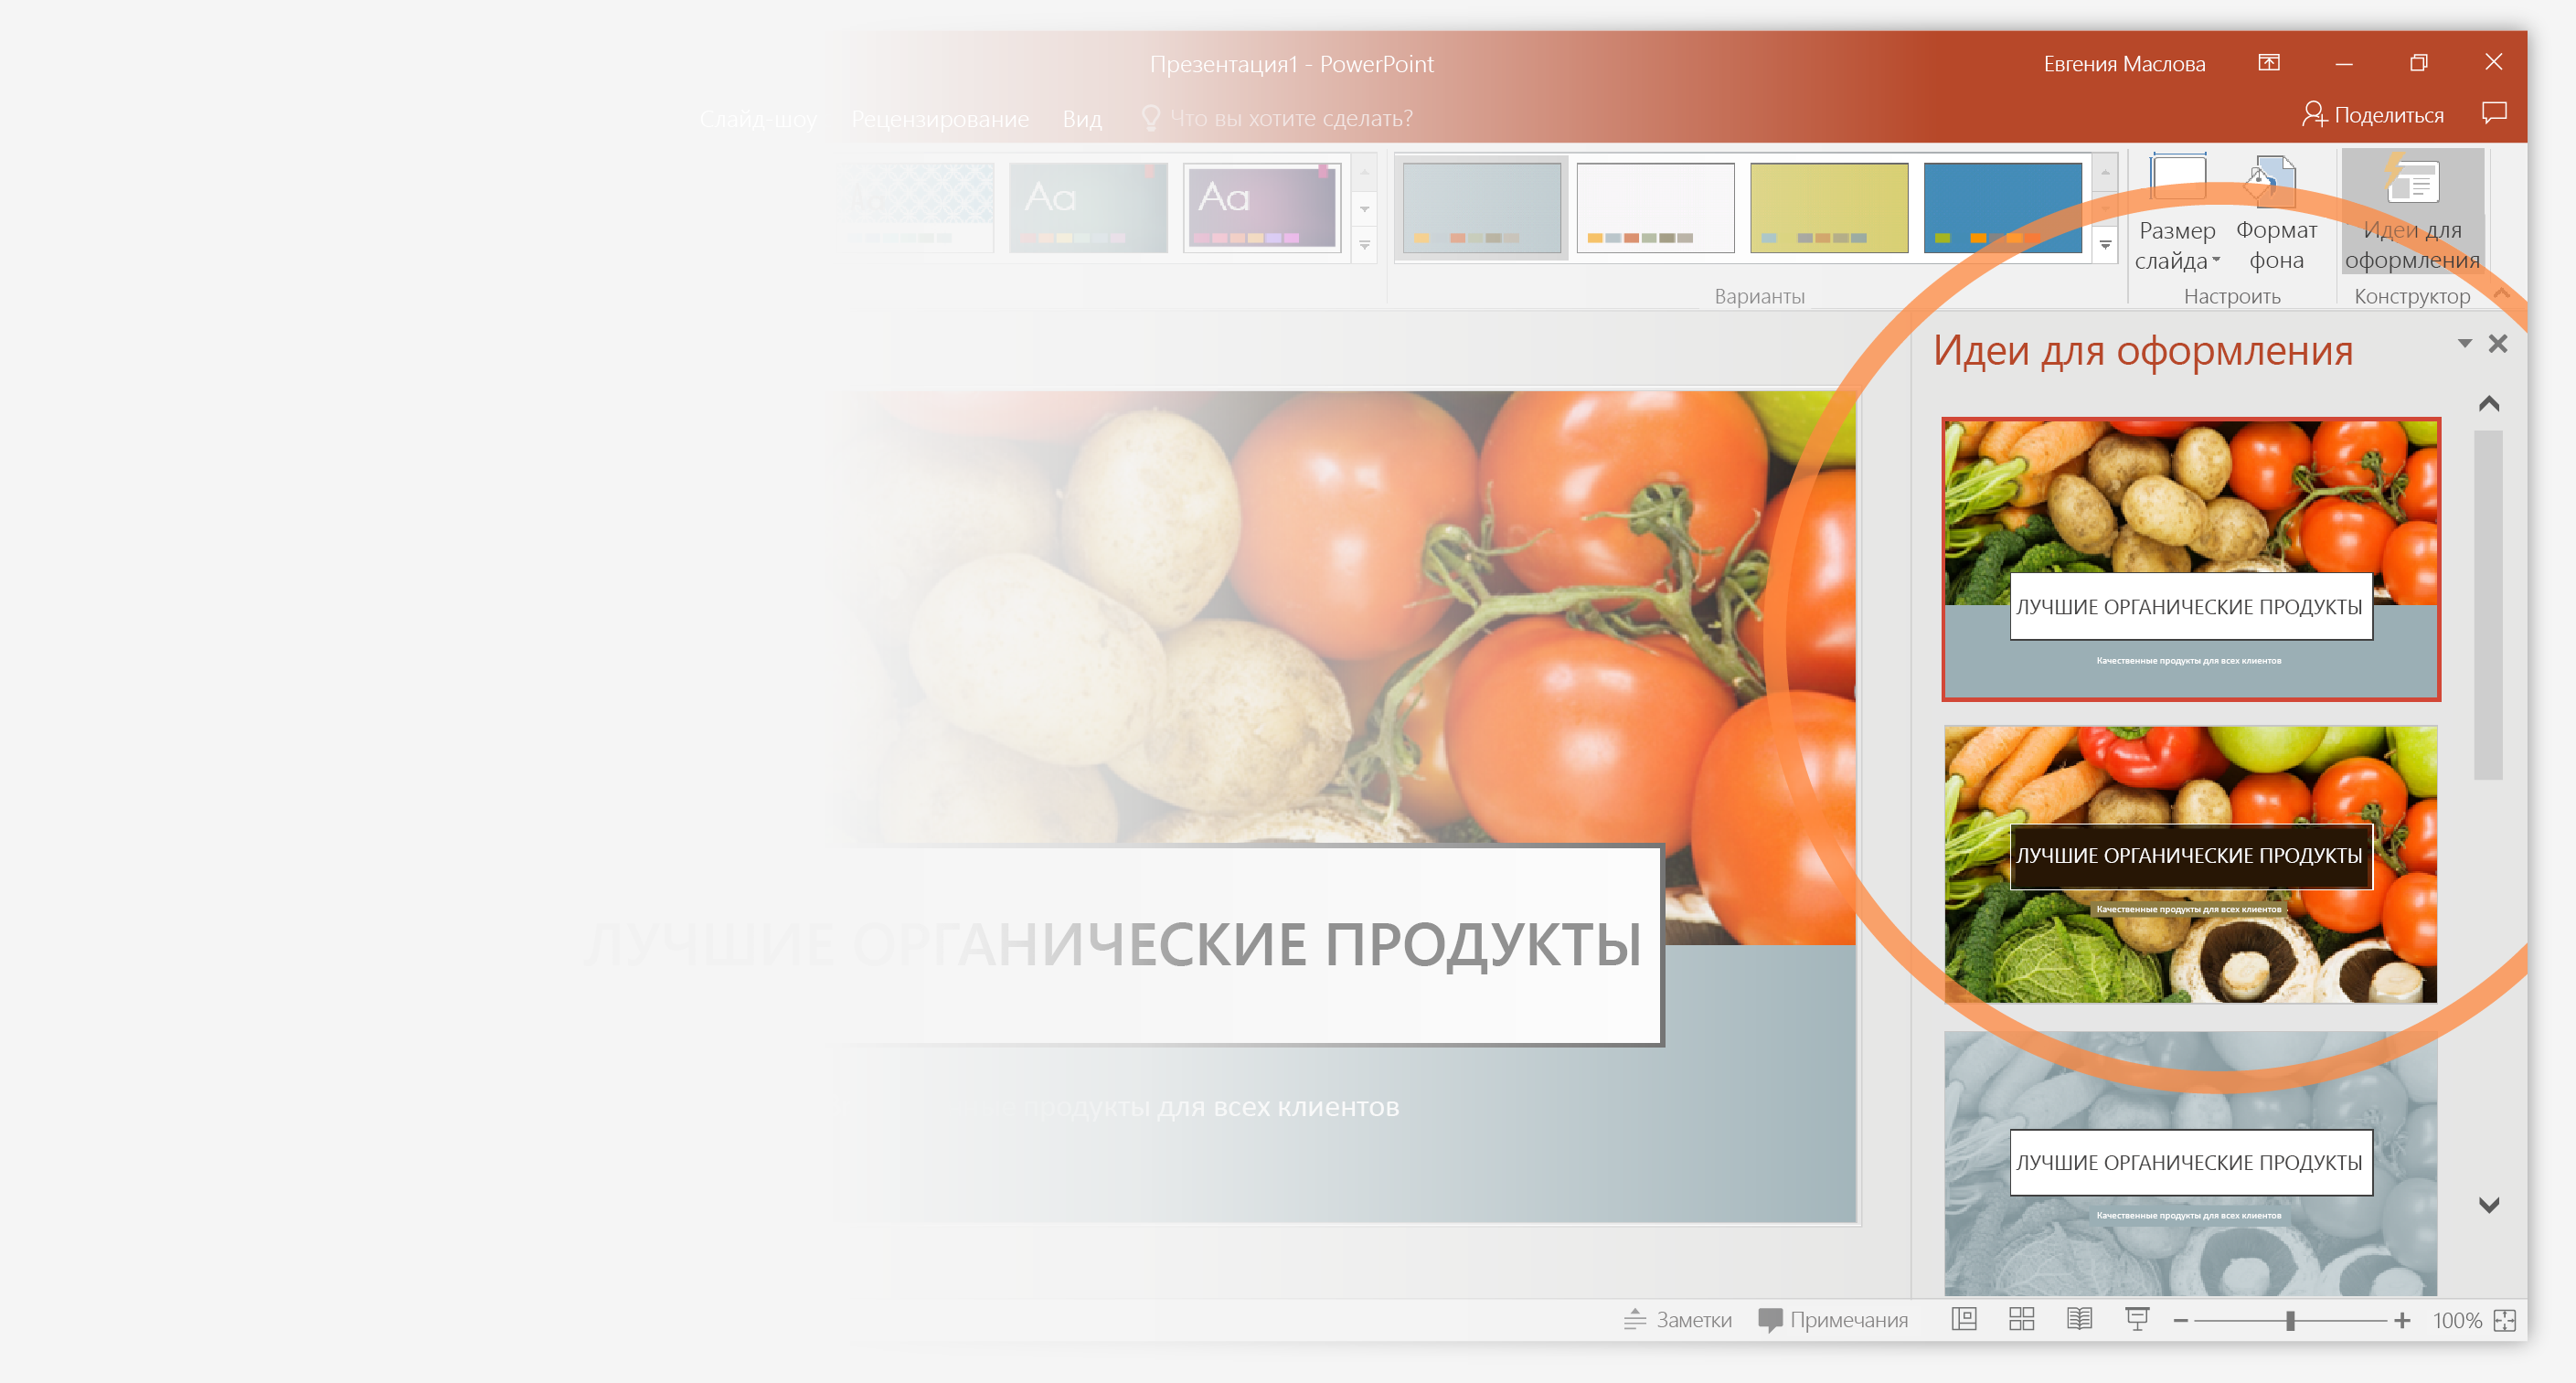 Презентация1 - PowerPoint
Евгения Маслова
Слайд-шоу
Рецензирование
Вид
Что вы хотите сделать?
Поделиться
Aa
Aa
Aa
Размер
слайда
Формат
фона
Идеи для
оформления
Варианты
Настроить
Конструктор
Идеи для оформления
ЛУЧШИЕ ОРГАНИЧЕСКИЕ ПРОДУКТЫ
продукты для всех клиентов
ЛУЧШИЕ ОРГАНИЧЕСКИЕ ПРОДУКТЫ
Качественные продукты для всех клиентов
ЛУЧШИЕ ОРГАНИЧЕСКИЕ ПРОДУКТЫ
Качественные продукты для всех клиентов
ЛУЧШИЕ ОРГАНИЧЕСКИЕ ПРОДУКТЫ
Качественные продукты для всех клиентов
Заметки
Примечания
100%